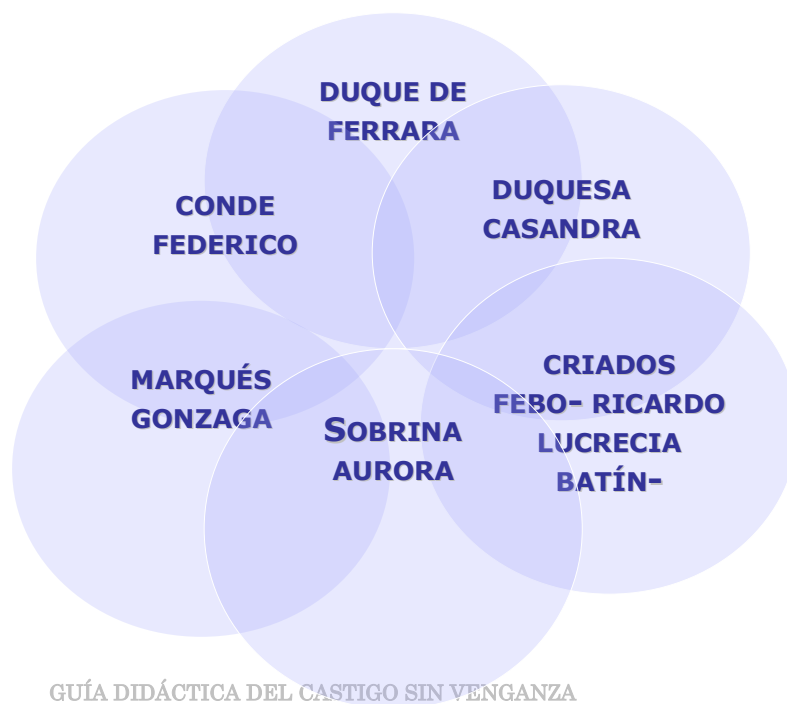 DUQUE DE
FERRARA
DUQUESA
CASANDRA
CONDE
FEDERICO
MARQUÉS
GONZAGA
CRIADOS
FEBO- RICARDO
LUCRECIA
BATÍN-
SOBRINA
AURORA
GUÍA DIDÁCTICA DEL CASTIGO SIN VENGANZA